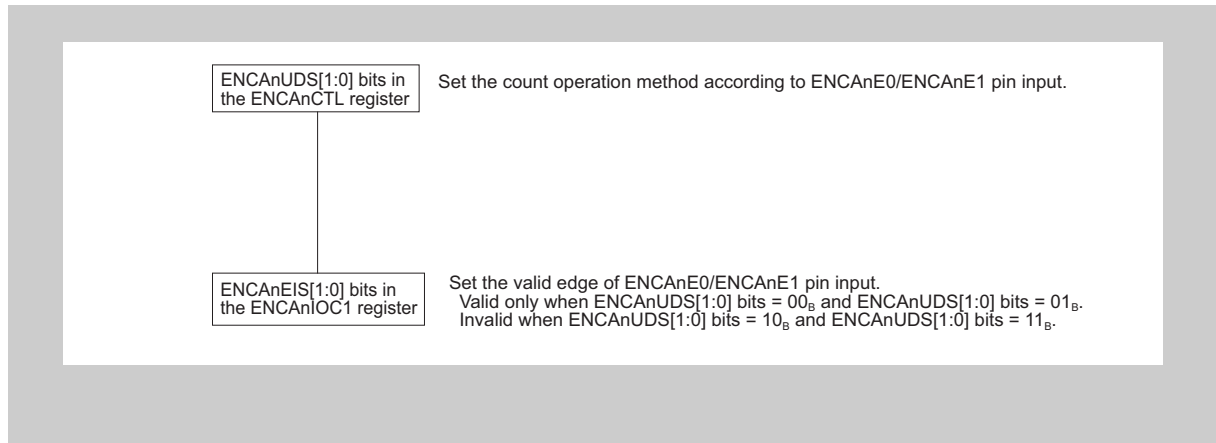 ENCAnUDS[1:0] bits in
the ENCAnCTL register
Set the count operation method according to ENCAnE0/ENCAnE1 pin input.
ENCAnEIS[1:0] bits in
the ENCAnIOC1 register
Set the valid edge of ENCAnE0/ENCAnE1 pin input.
Valid only when ENCAnUDS[1:0] bits = 00B and ENCAnUDS[1:0] bits = 01B.
Invalid when ENCAnUDS[1:0] bits = 10B and ENCAnUDS[1:0] bits = 11B.